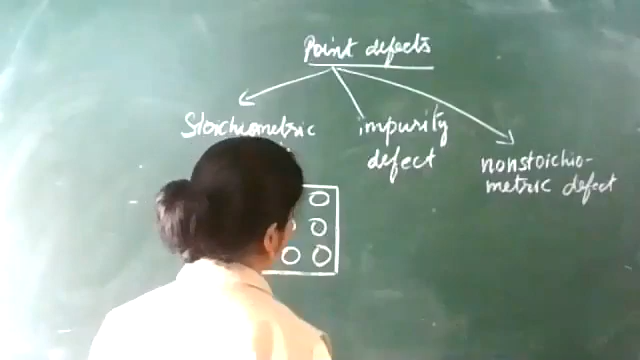 Point defects
Stoichiometric
impurity
defect
nonstoichio-
metric defect